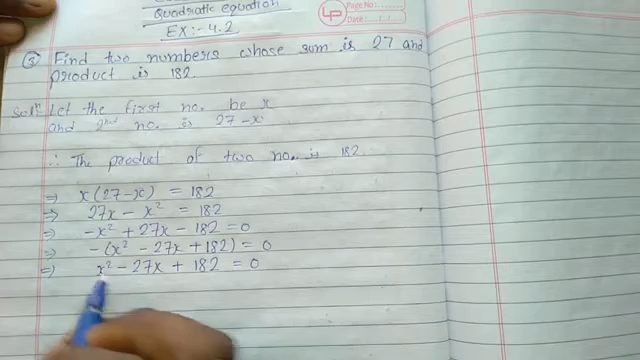 Quadratic equation
EX:- 4.2
Page No.:
Date:
③ Find two numbers whose sum is 27 and
product is 182.
Solⁿ: Let the first no. be x
and 2nd no. is 27-x.
∴ The product of two no. is 182.
⇒ x(27-x) = 182
⇒ 27x - x² = 182
⇒ -x² + 27x - 182 = 0
⇒ -(x² - 27x + 182) = 0
⇒ x² - 27x + 182 = 0